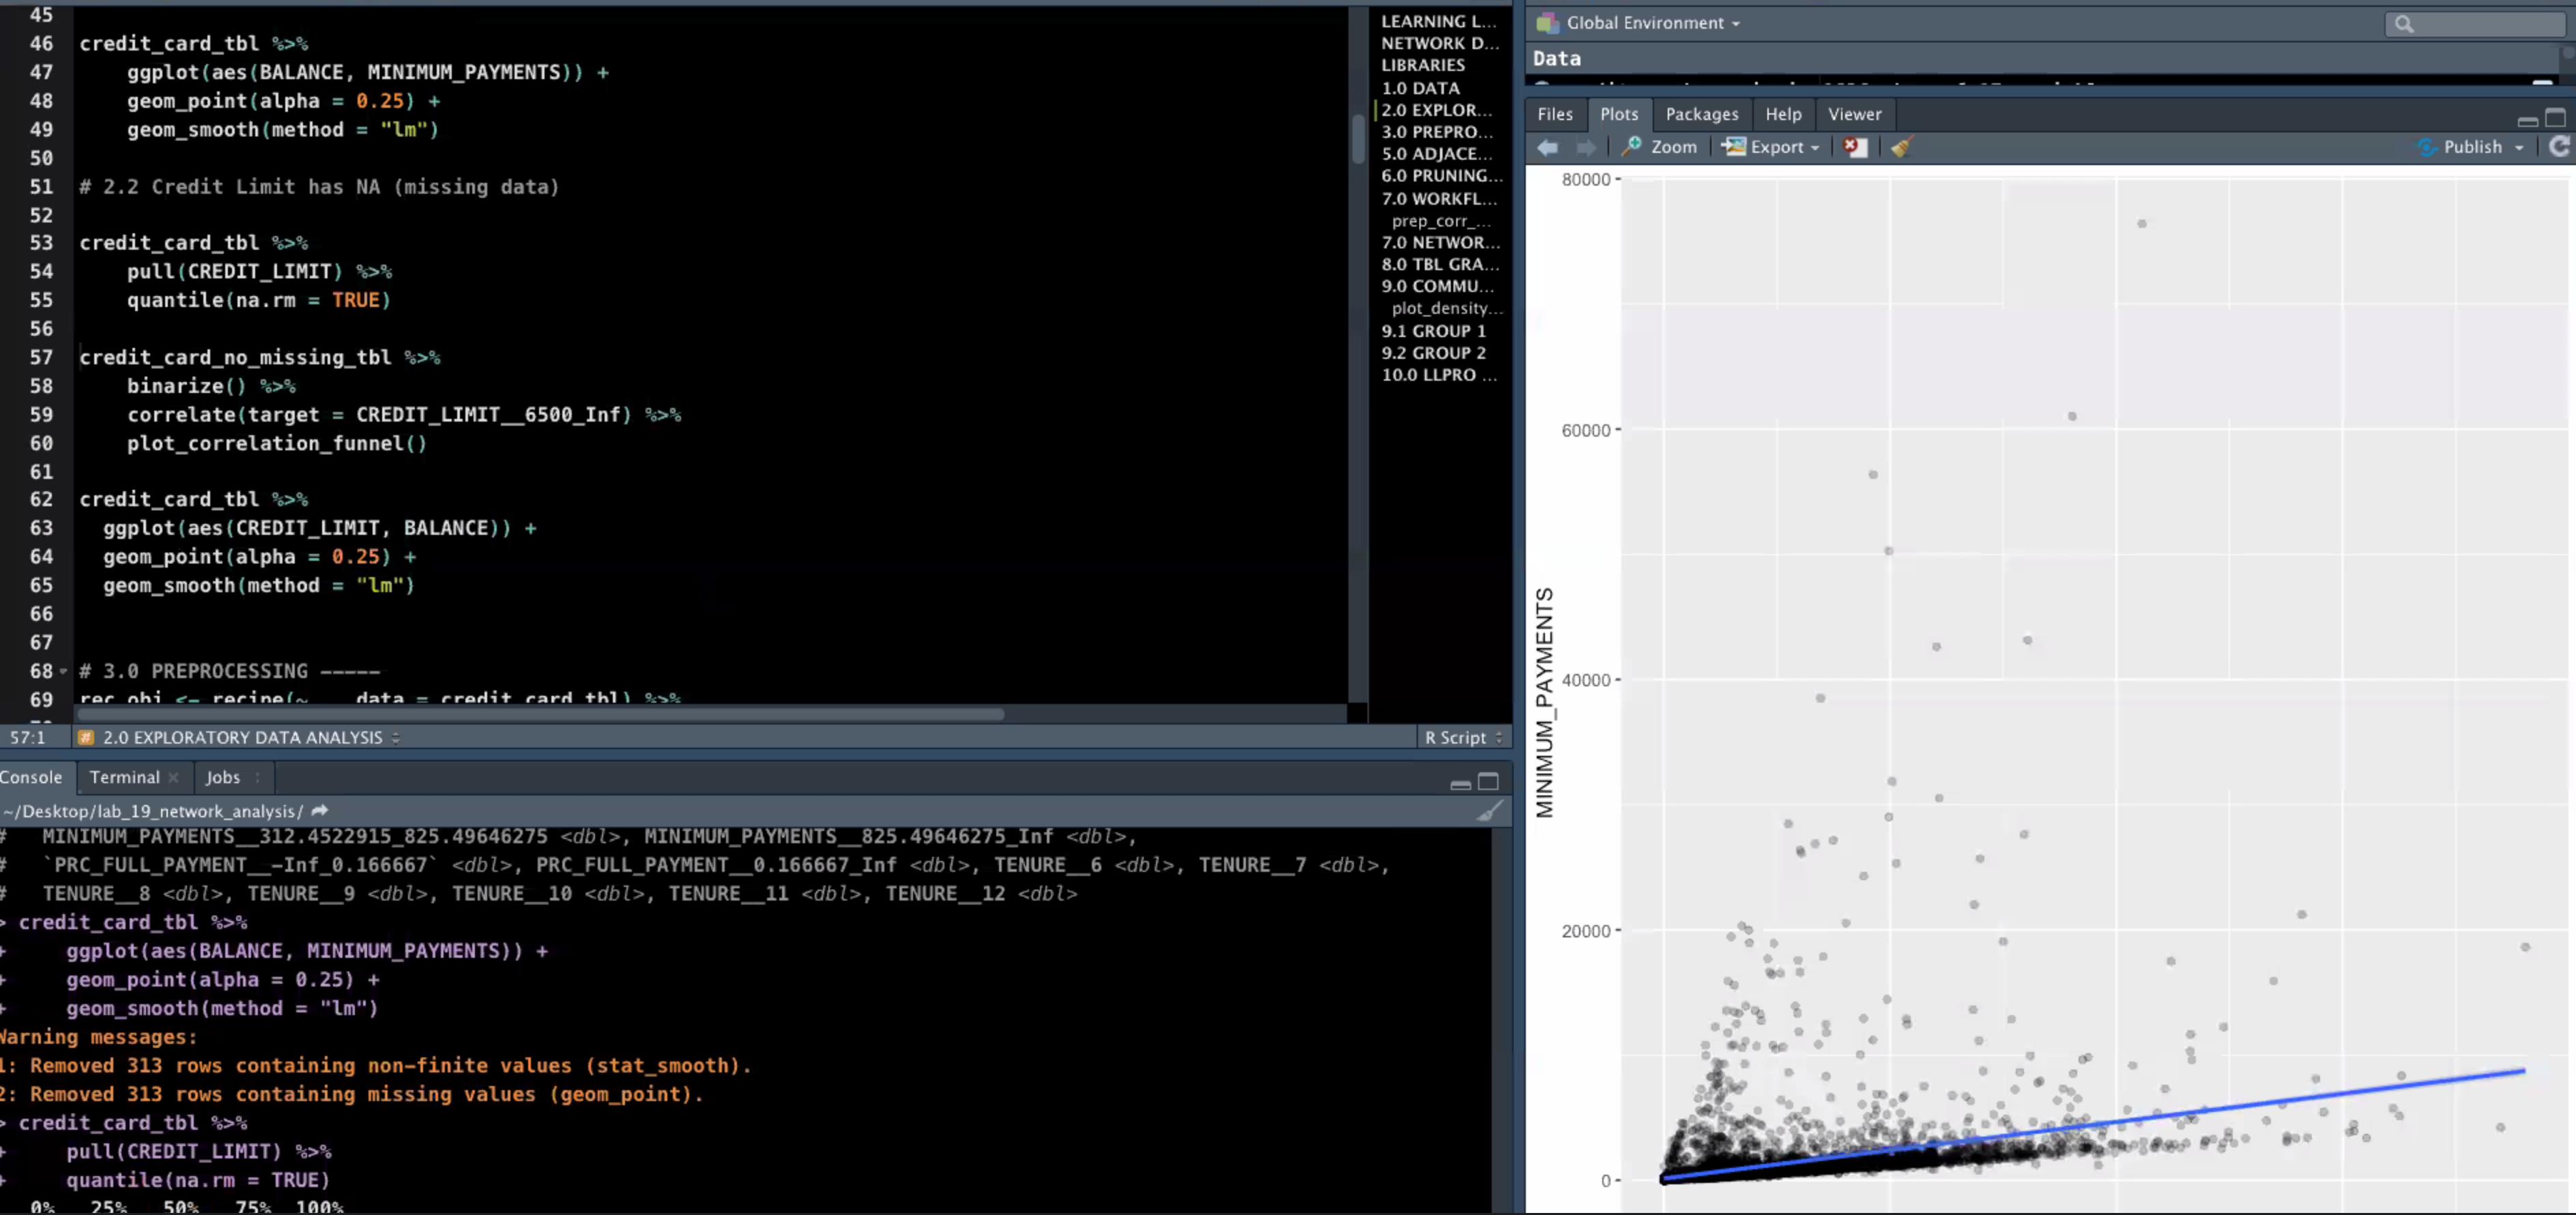 45
46 credit_card_tbl %>%
47 ggplot(aes(BALANCE, MINIMUM_PAYMENTS)) +
48 geom_point(alpha = 0.25) +
49 geom_smooth(method = "lm")
50
51 # 2.2 Credit Limit has NA (missing data)
52
53 credit_card_tbl %>%
54 pull(CREDIT_LIMIT) %>%
55 quantile(na.rm = TRUE)
56
57 credit_card_no_missing_tbl %>%
58 binarize() %>%
59 correlate(target = CREDIT_LIMIT__6500_Inf) %>%
60 plot_correlation_funnel()
61
62 credit_card_tbl %>%
63 ggplot(aes(CREDIT_LIMIT, BALANCE)) +
64 geom_point(alpha = 0.25) +
65 geom_smooth(method = "lm")
66
67
68 # 3.0 PREPROCESSING -----
69 rec_obj <- recipe(~ data = credit_card_tbl) %>%
57:1 2.0 EXPLORATORY DATA ANALYSIS R Script
LEARNING L...
NETWORK D...
LIBRARIES
1.0 DATA
2.0 EXPLOR...
3.0 PREPRO...
5.0 ADJACE...
6.0 PRUNING...
7.0 WORKFL...
prep_corr_...
7.0 NETWOR...
8.0 TBL GRA...
9.0 COMMU...
plot_density...
9.1 GROUP 1
9.2 GROUP 2
10.0 LLPRO ...
Console Terminal Jobs
~/Desktop/lab_19_network_analysis/
# MINIMUM_PAYMENTS__312.4522915_825.49646275 <dbl>, MINIMUM_PAYMENTS__825.49646275_Inf <dbl>,
# `PRC_FULL_PAYMENT__-Inf_0.166667` <dbl>, PRC_FULL_PAYMENT__0.166667_Inf <dbl>, TENURE__6 <dbl>, TENURE__7 <dbl>,
# TENURE__8 <dbl>, TENURE__9 <dbl>, TENURE__10 <dbl>, TENURE__11 <dbl>, TENURE__12 <dbl>
> credit_card_tbl %>%
+ ggplot(aes(BALANCE, MINIMUM_PAYMENTS)) +
+ geom_point(alpha = 0.25) +
+ geom_smooth(method = "lm")
Warning messages:
1: Removed 313 rows containing non-finite values (stat_smooth).
2: Removed 313 rows containing missing values (geom_point).
> credit_card_tbl %>%
+ pull(CREDIT_LIMIT) %>%
+ quantile(na.rm = TRUE)
0% 25% 50% 75% 100%
Global Environment
Data
Files Plots Packages Help Viewer
Zoom Export Publish
80000
60000
40000
20000
0
MINIMUM_PAYMENTS